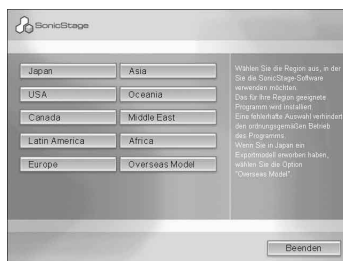 SonicStage
Japan
Asia
USA
Oceania
Canada
Middle East
Latin America
Africa
Europe
Overseas Model
Wählen Sie die Region aus, in der
Sie die SonicStage-Software
verwenden möchten.
Das für Ihre Region geeignete
Programm wird installiert.
Eine fehlerhafte Auswahl verhindert
den ordnungsgemäßen Betrieb
des Programms.
Wenn Sie in Japan ein
Exportmodell erworben haben,
wählen Sie die Option
"Overseas Model".
Beenden